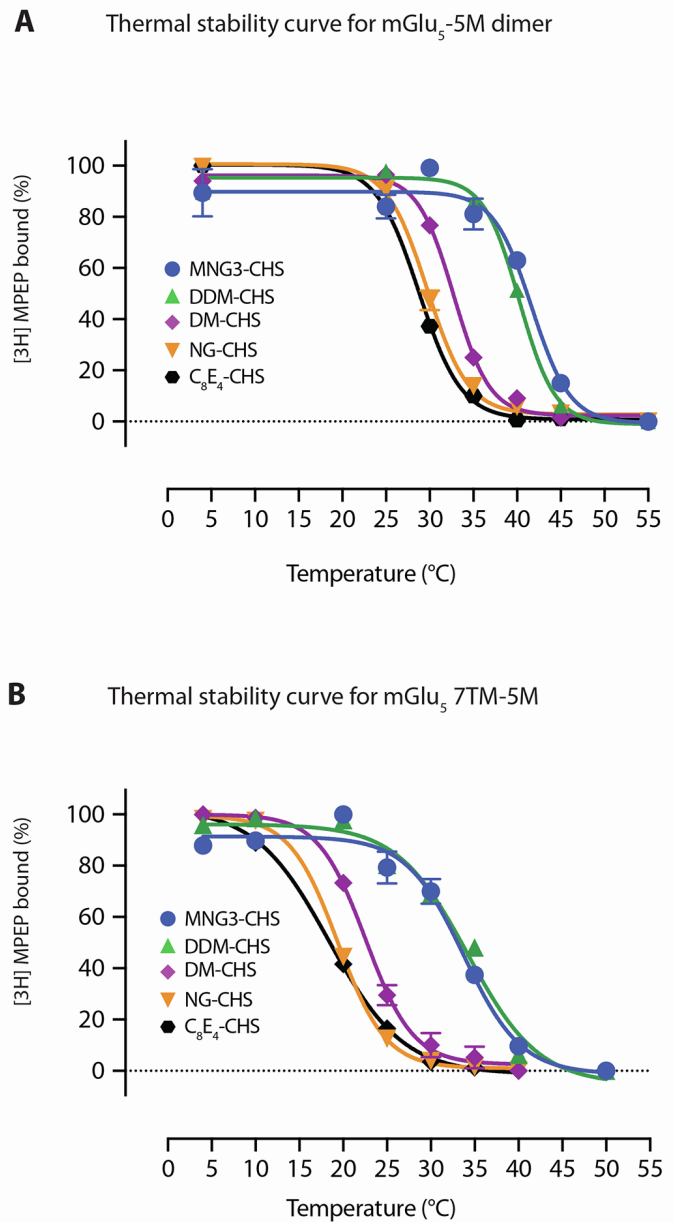 A Thermal stability curve for mGlu₅-5M dimer
100
80
60
40
20
0
[3H] MPEP bound (%)
MNG3-CHS
DDM-CHS
DM-CHS
NG-CHS
C₈E₄-CHS
0 5 10 15 20 25 30 35 40 45 50 55
Temperature (°C)
B Thermal stability curve for mGlu₅ 7TM-5M
100
80
60
40
20
0
[3H] MPEP bound (%)
MNG3-CHS
DDM-CHS
DM-CHS
NG-CHS
C₈E₄-CHS
0 5 10 15 20 25 30 35 40 45 50 55
Temperature (°C)